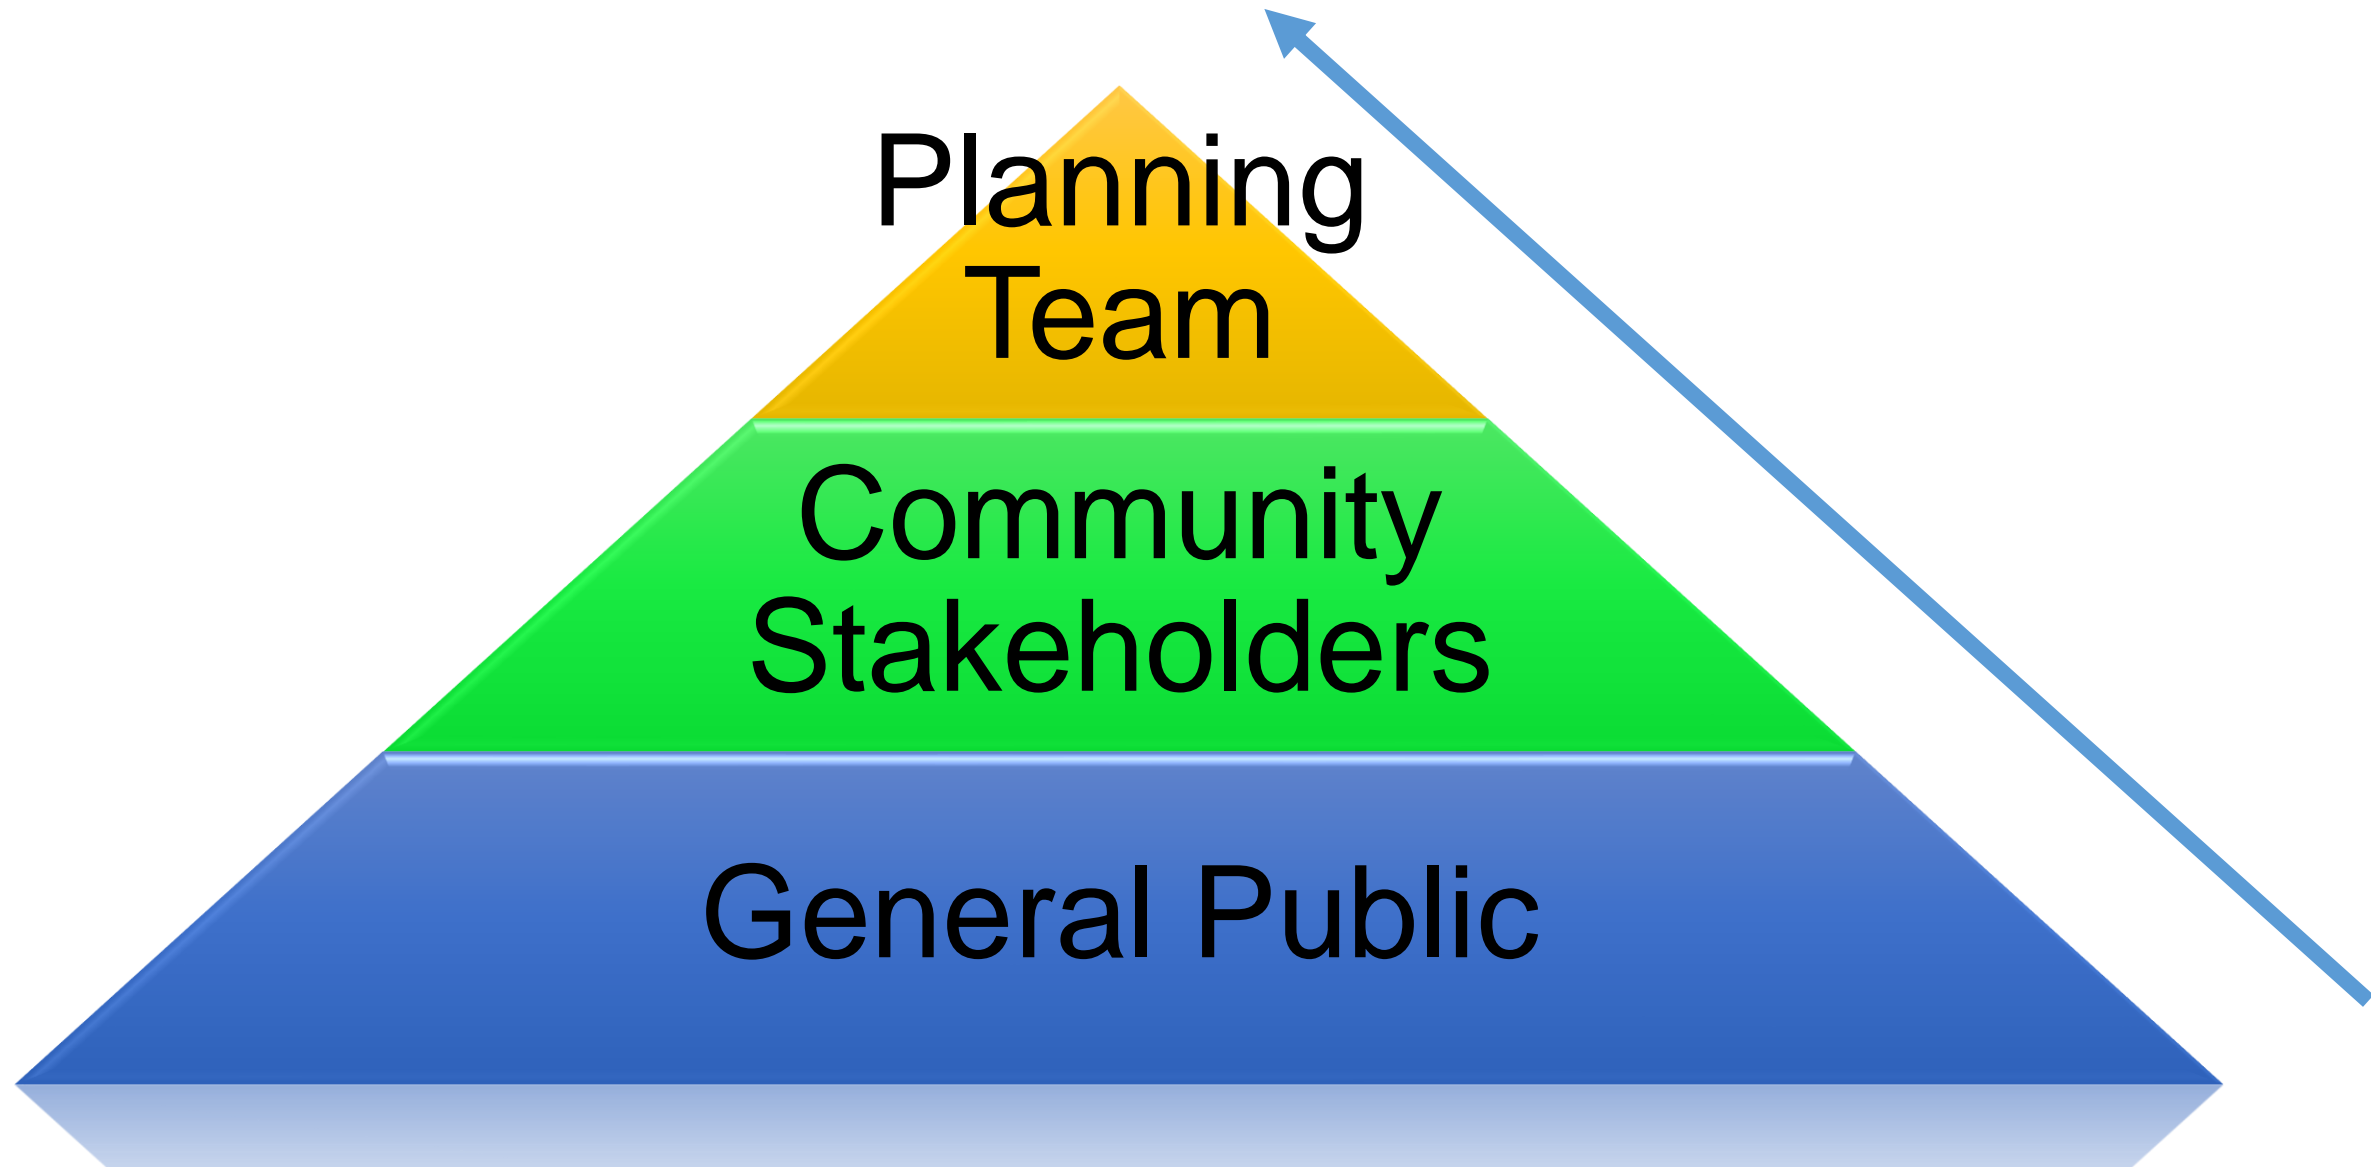 Planning
Team
Community
Stakeholders
General Public